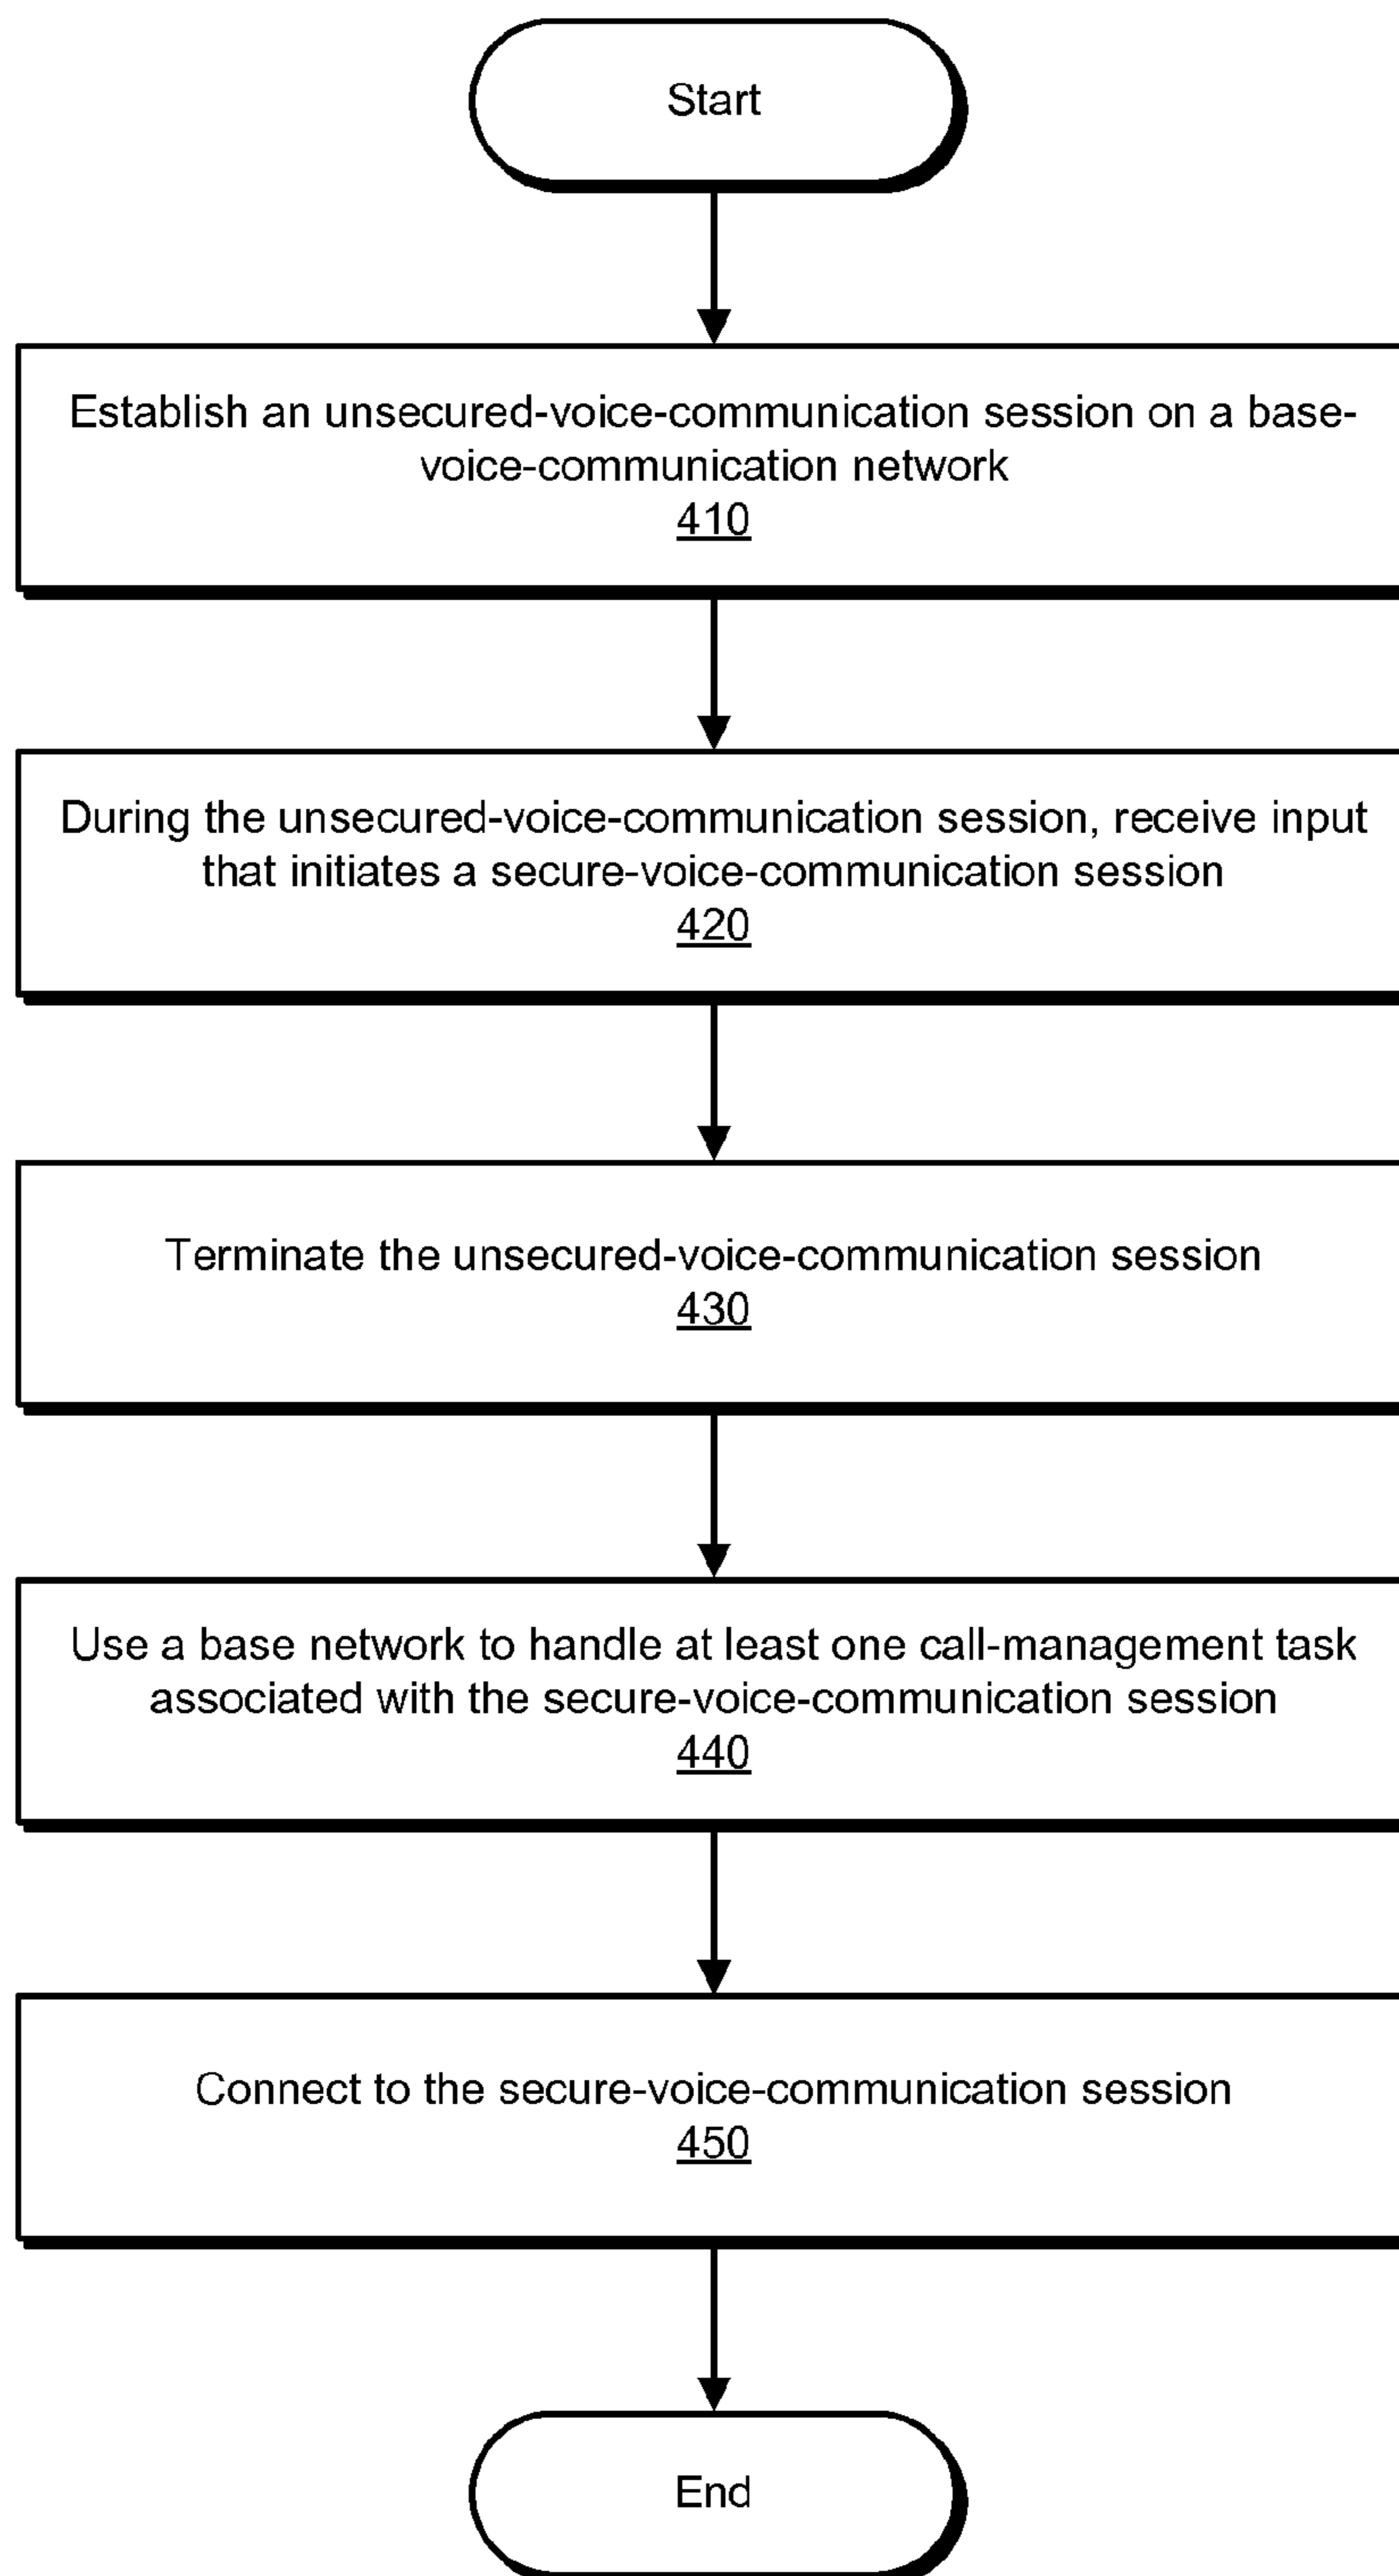 Start
Establish an unsecured-voice-communication session on a base-
voice-communication network
410
During the unsecured-voice-communication session, receive input
that initiates a secure-voice-communication session
420
Terminate the unsecured-voice-communication session
430
Use a base network to handle at least one call-management task
associated with the secure-voice-communication session
440
Connect to the secure-voice-communication session
450
End